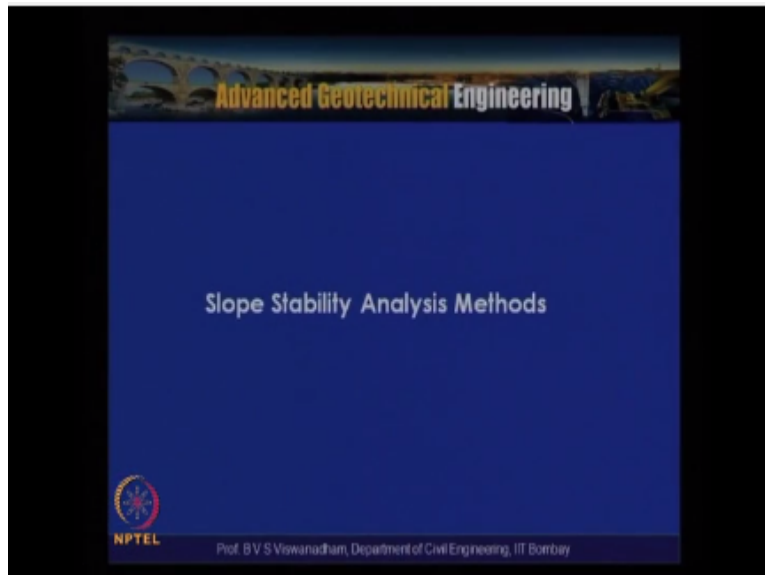 Advanced Geotechnical Engineering
Slope Stability Analysis Methods
NPTEL
Prof. B V S Viswanadham, Department of Civil Engineering, IIT Bombay